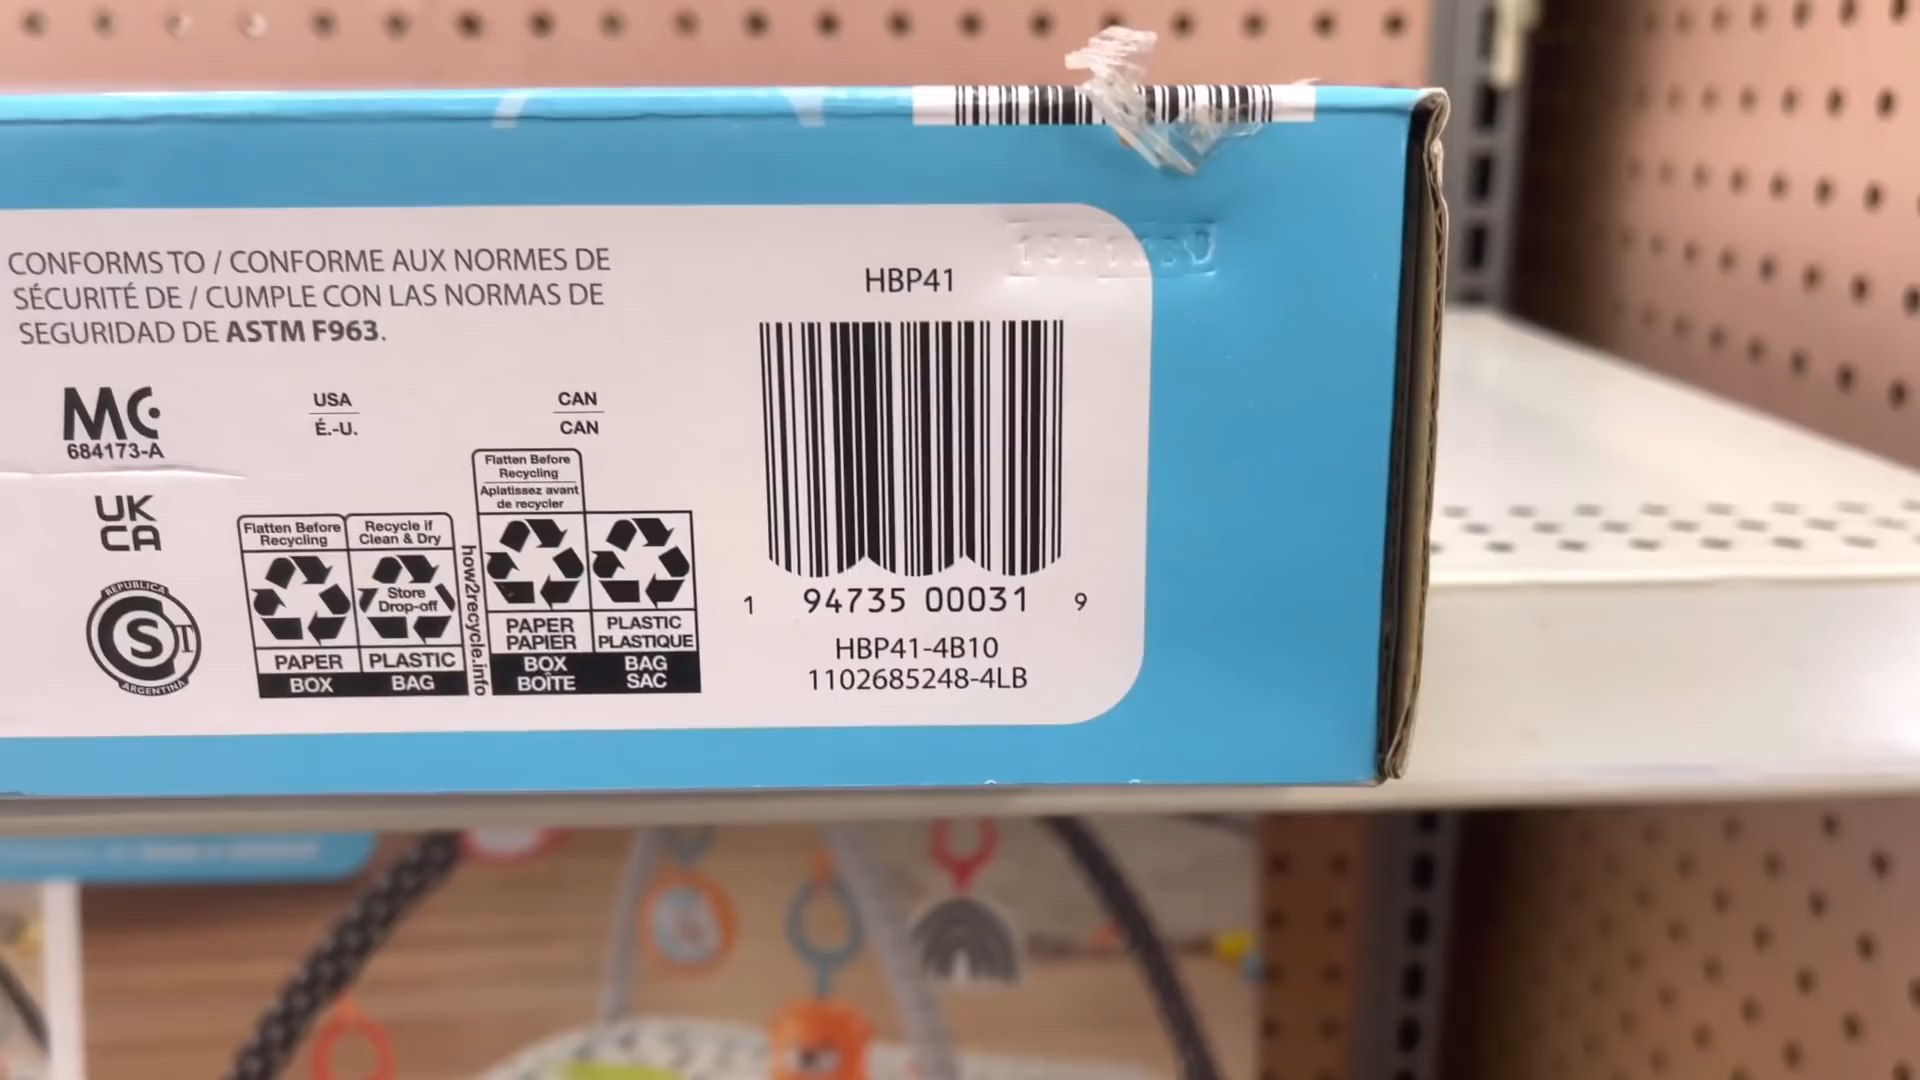 CONFORMS TO / CONFORME AUX NORMES DE
SÉCURITÉ DE / CUMPLE CON LAS NORMAS DE
SEGURIDAD DE ASTM F963.
MC
684173-A
UK
CA
REPUBLICA
S
T
ARGENTINA
USA
É.-U.
Flatten Before
Recycling
Recycle if
Clean & Dry
Store
Drop-off
PAPER
PLASTIC
BOX
BAG
how2recycle.info
CAN
CAN
Flatten Before
Recycling
Aplatissez avant
de recycler
PAPER
PAPIER
PLASTIC
PLASTIQUE
BOX
BOÎTE
BAG
SAC
HBP41
1 94735 00031 9
HBP41-4B10
1102685248-4LB